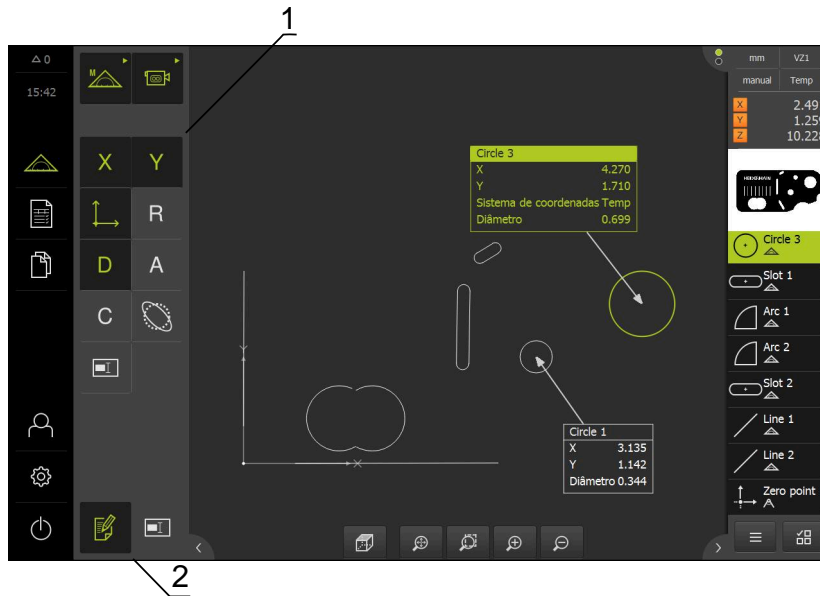 1
0
15:42
M
mm VZ1
manual Temp
X 2.49
Y 1.259
Z 10.228
HEIDENHAIN
X Y
R
D A
C
Circle 3
X 4.270
Y 1.710
Sistema de coordenadas Temp
Diâmetro 0.699
Y
X
Circle 1
X 3.135
Y 1.142
Diâmetro 0.344
Circle 3
Slot 1
Arc 1
Arc 2
Slot 2
Line 1
Line 2
Zero point
2